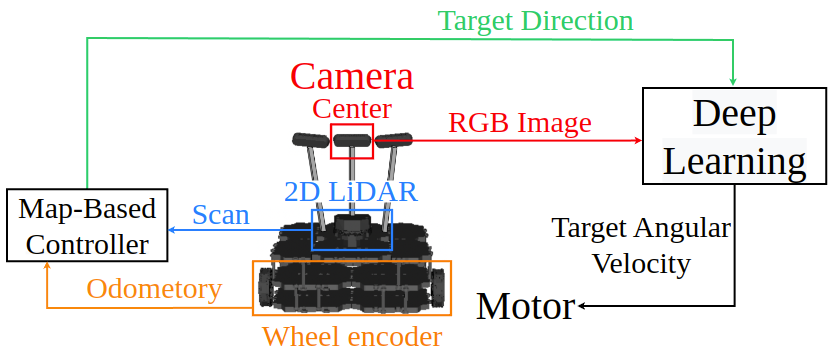 Target Direction
Camera
Center
RGB Image
Deep
Learning
2D LiDAR
Map-Based
Controller
Scan
Target Angular
Velocity
Odometory
Motor
Wheel encoder